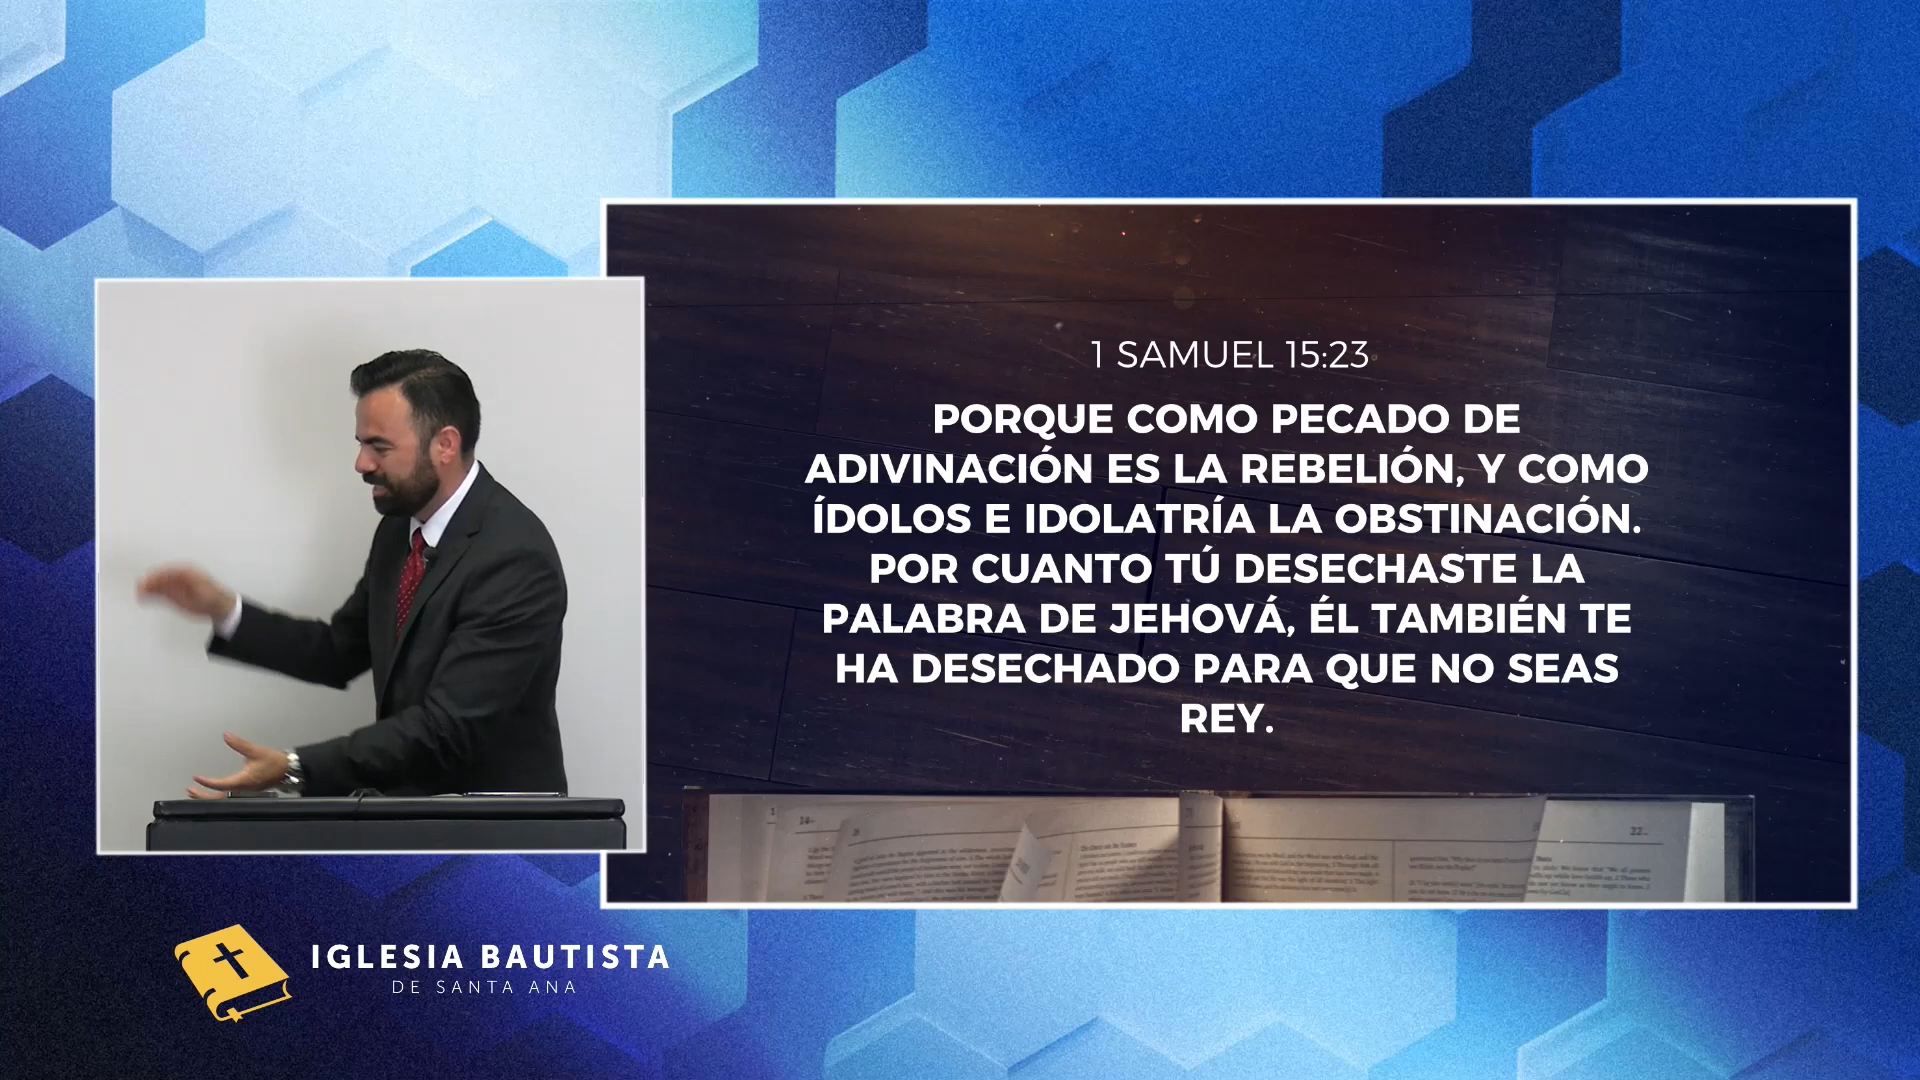 1 SAMUEL 15:23
PORQUE COMO PECADO DE
ADIVINACIÓN ES LA REBELIÓN, Y COMO
ÍDOLOS E IDOLATRÍA LA OBSTINACIÓN.
POR CUANTO TÚ DESECHASTE LA
PALABRA DE JEHOVÁ, ÉL TAMBIÉN TE
HA DESECHADO PARA QUE NO SEAS
REY.
IGLESIA BAUTISTA
DE SANTA ANA